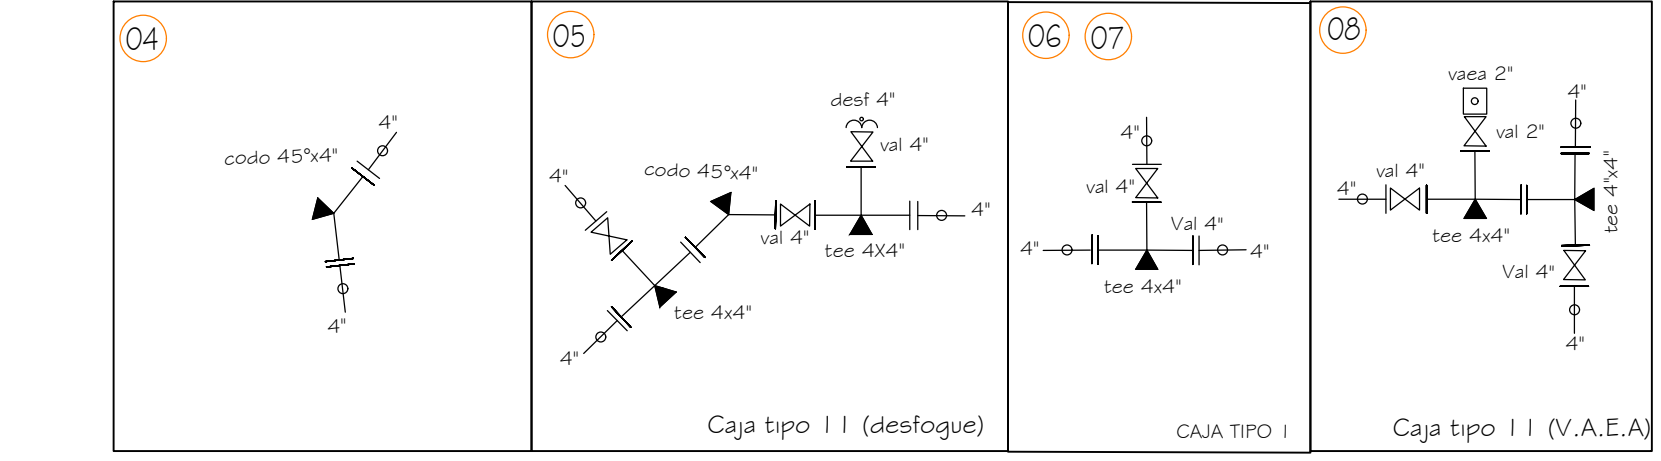 04
4"
codo 45°x4"
4"
05
desf 4"
val 4"
4"
codo 45°x4"
4"
val 4"
tee 4X4"
tee 4x4"
4"
Caja tipo 11 (desfogue)
06
07
4"
val 4"
Val 4"
4"
4"
tee 4x4"
CAJA TIPO 1
08
vaea 2"
4"
val 2"
val 4"
4"
tee 4"x4"
tee 4x4"
Val 4"
4"
Caja tipo 11 (V.A.E.A)